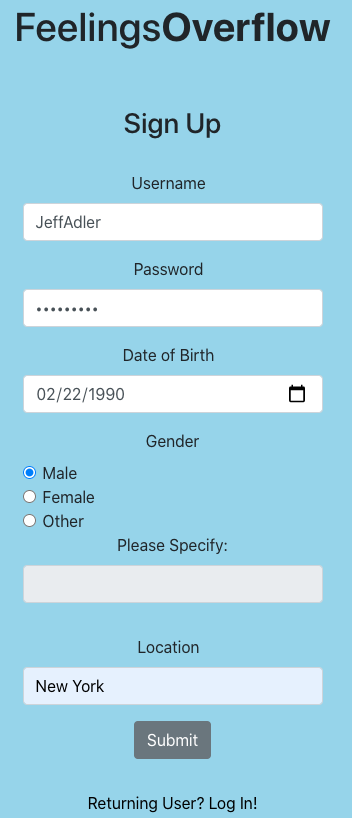 FeelingsOverflow
Sign Up
Username
JeffAdler
Password
•••••••••
Date of Birth
02/22/1990
Gender
Male
Female
Other
Please Specify:
Location
New York
Submit
Returning User? Log In!